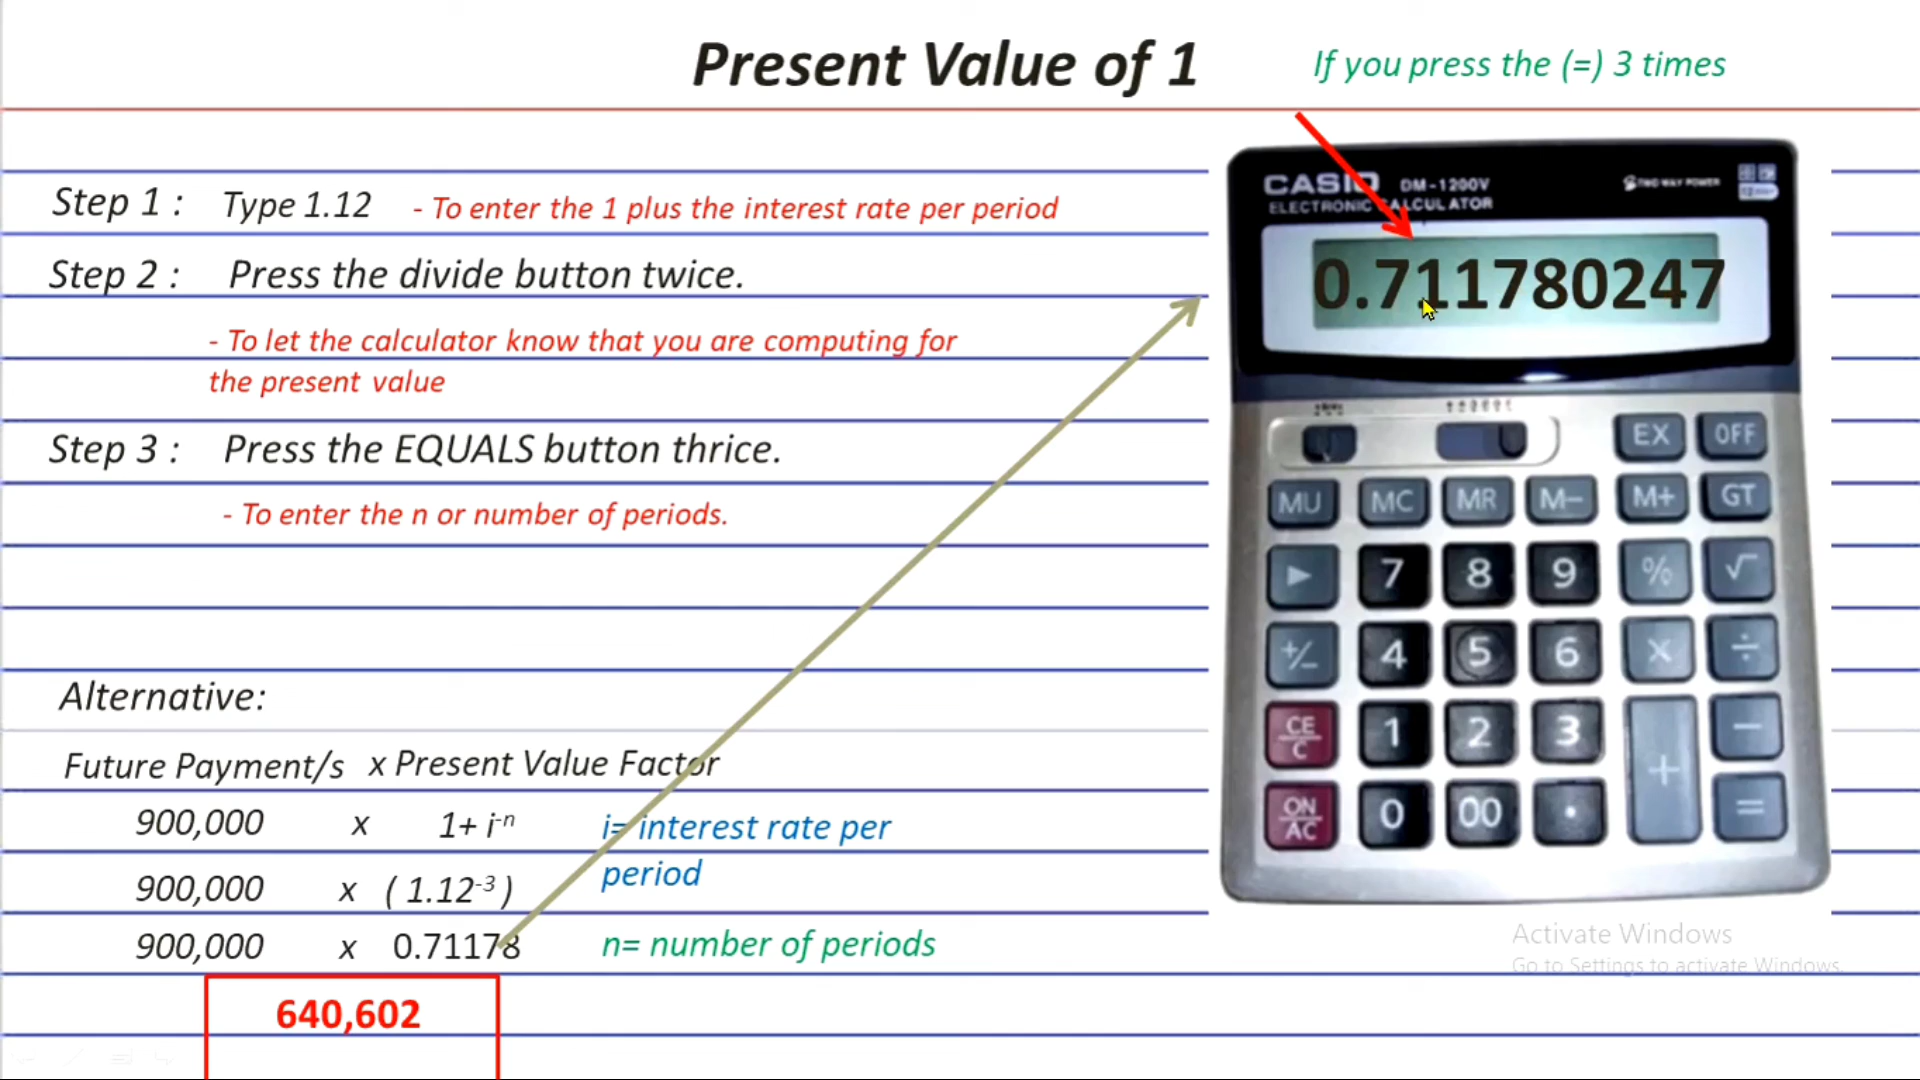 Present Value of 1
If you press the (=) 3 times
Step 1 : Type 1.12 - To enter the 1 plus the interest rate per period
Step 2 : Press the divide button twice.
- To let the calculator know that you are computing for
the present value
Step 3 : Press the EQUALS button thrice.
- To enter the n or number of periods.
Alternative:
Future Payment/s x Present Value Factor
900,000 x 1+ i⁻ⁿ
i= interest rate per
period
900,000 x ( 1.12⁻³ )
900,000 x 0.71178
n= number of periods
640,602
CASIO DM-1200V
TWO WAY POWER
ELECTRONIC CALCULATOR
0.711780247
EX OFF
MU MC MR M− M+ GT
▶ 7 8 9 % √
+/− 4 5 6 X ÷
CE/C 1 2 3 + −
ON/AC 0 00 · =
Activate Windows
Go to Settings to activate Windows.